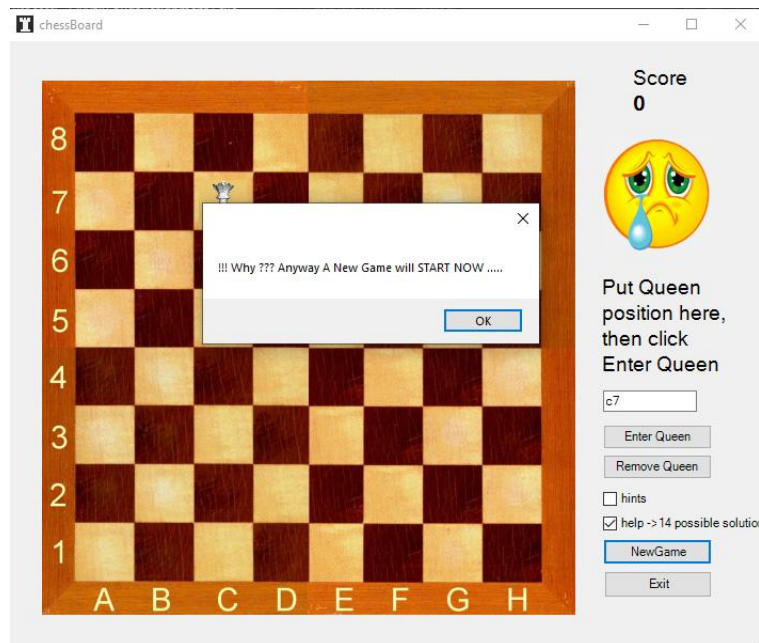 chessBoard
Score
0
8
7
6
5
4
3
2
1
A B C D E F G H
!!! Why ??? Anyway A New Game will START NOW .....
OK
Put Queen
position here,
then click
Enter Queen
c7
Enter Queen
Remove Queen
hints
help ->14 possible solution
NewGame
Exit